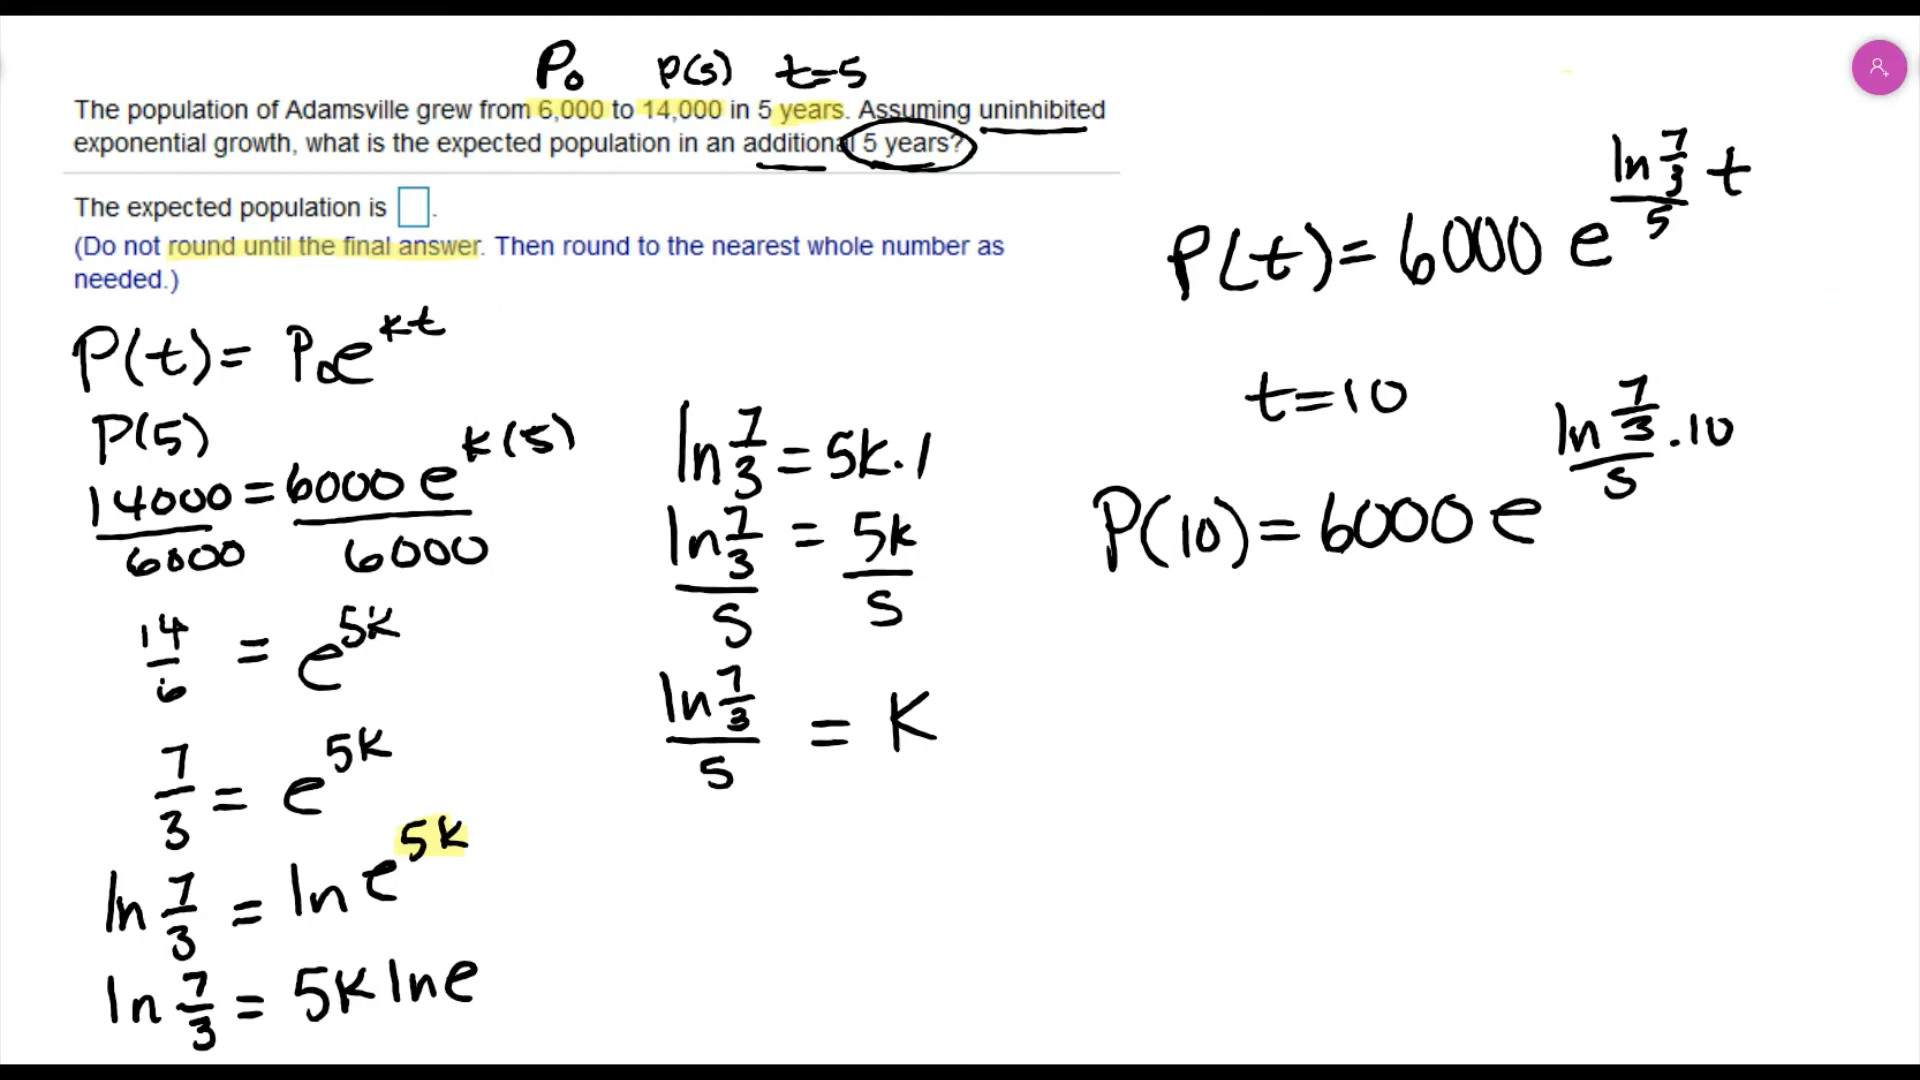 P₀ P(5) t=5
The population of Adamsville grew from 6,000 to 14,000 in 5 years. Assuming uninhibited
exponential growth, what is the expected population in an additional 5 years?
The expected population is .
(Do not round until the final answer. Then round to the nearest whole number as
needed.)
P(t) = P₀e^kt
P(5)
14000/6000 = 6000e^k(5)/6000
14/6 = e^5k
7/3 = e^5k
ln 7/3 = ln e^5k
ln 7/3 = 5k ln e
ln 7/3 = 5k·1
ln 7/3 / 5 = 5k/5
ln 7/3 / 5 = K
P(t) = 6000 e^(ln 7/3 / 5) t
t=10
P(10) = 6000 e^(ln 7/3 / 5) · 10